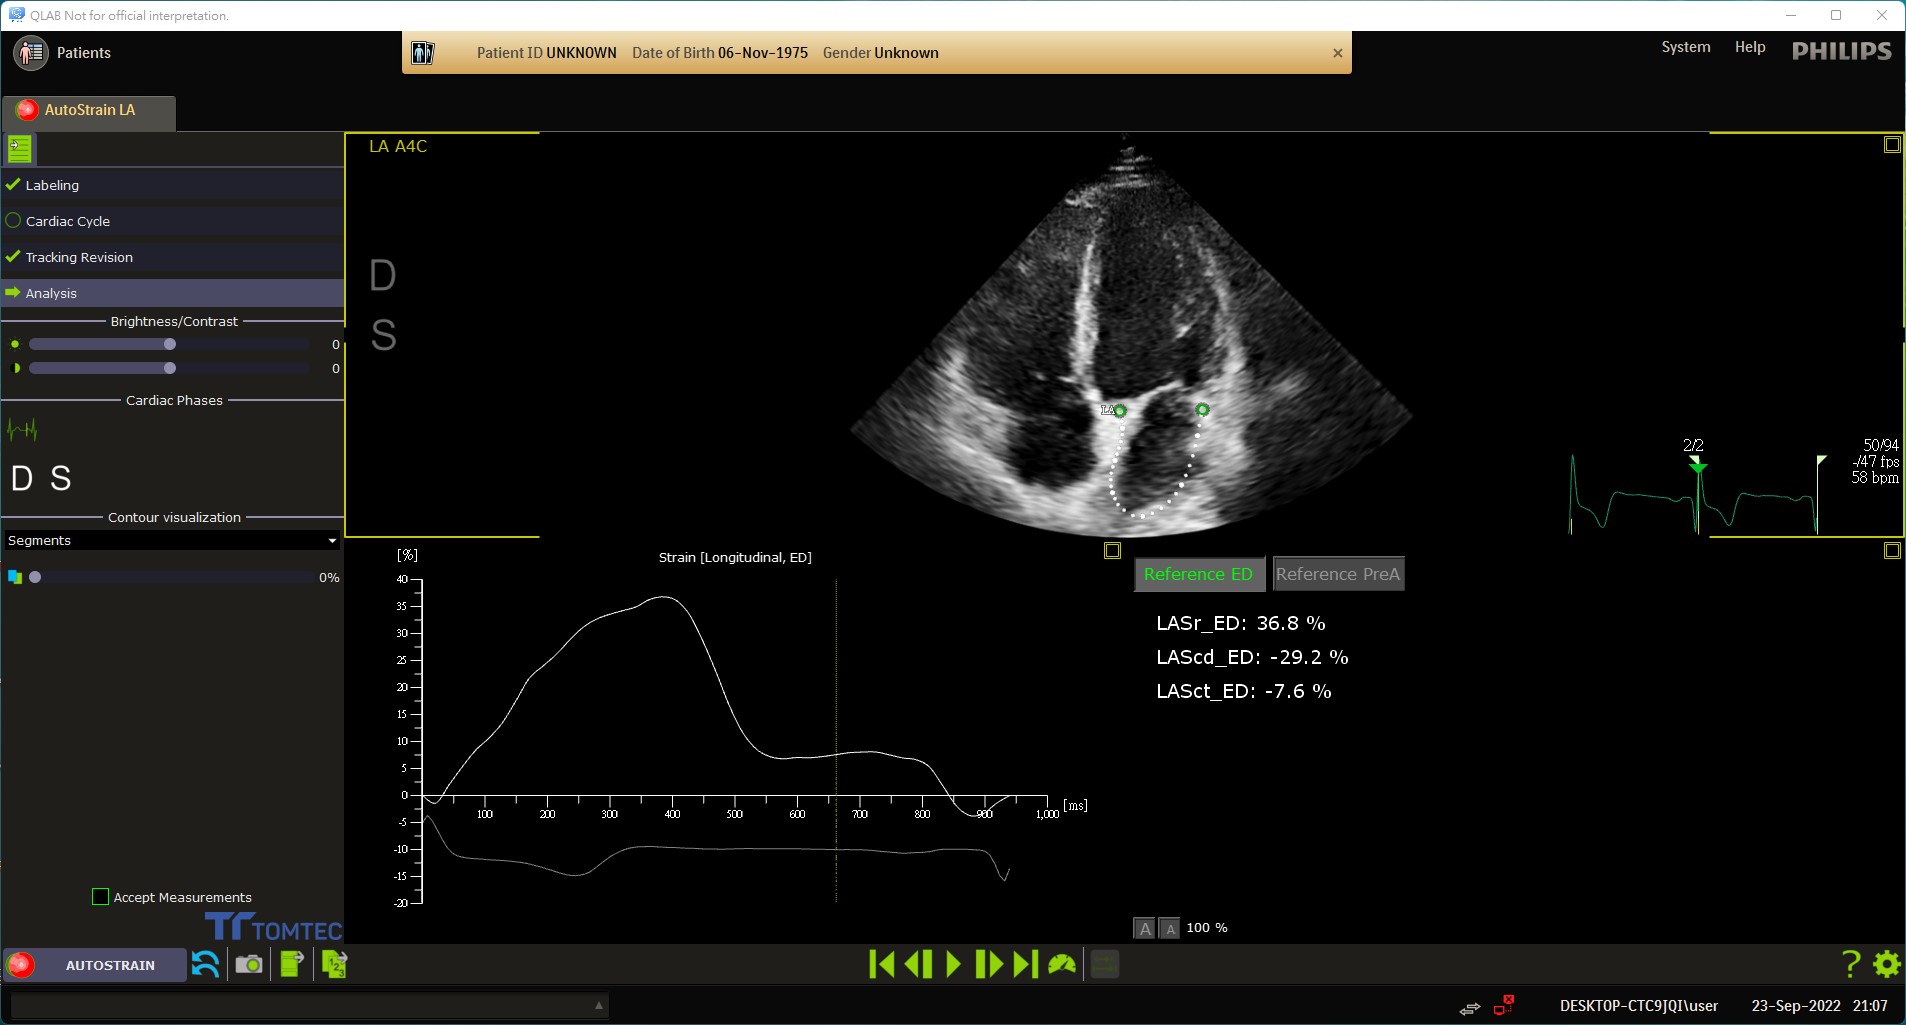 QLAB Not for official interpretation.
Patients
Patient ID UNKNOWN Date of Birth 06-Nov-1975 Gender Unknown
System Help PHILIPS
AutoStrain LA
Labeling
Cardiac Cycle
Tracking Revision
Analysis
Brightness/Contrast
0
0
Cardiac Phases
D S
Contour visualization
Segments
0%
Accept Measurements
TOMTEC
LA A4C
D
S
LA
2/2
50/94
-/47 fps
58 bpm
[%]
Strain [Longitudinal, ED]
40
35
30
25
20
15
10
5
0
-5
-10
-15
-20
100 200 300 400 500 600 700 800 900 1,000 [ms]
Reference ED Reference PreA
LASr_ED: 36.8 %
LAScd_ED: -29.2 %
LASct_ED: -7.6 %
A A 100 %
AUTOSTRAIN
1 2 3
?
DESKTOP-CTC9JQI\user 23-Sep-2022 21:07